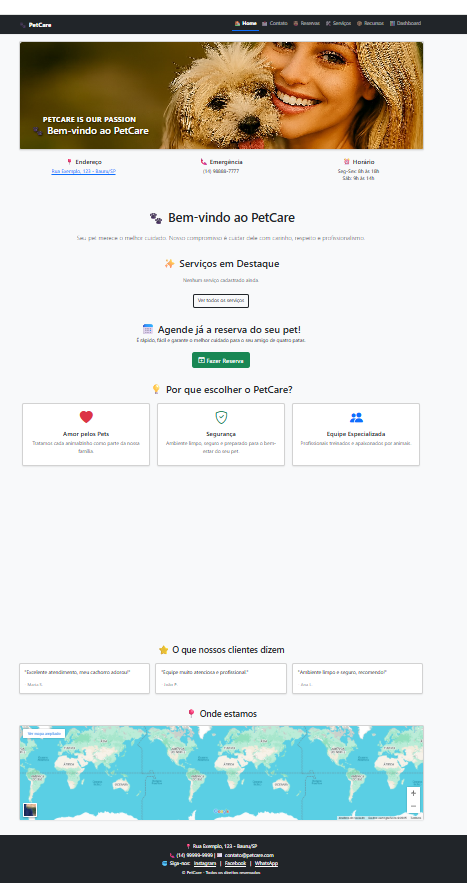 PetCare
Home Contato Reservas Serviços Recursos Dashboard
PETCARE IS OUR PASSION
Bem-vindo ao PetCare
Endereço
Rua Exemplo, 123 - Bauru/SP
Emergência
(14) 98888-7777
Horário
Seg-Sex: 8h às 18h
Sáb: 9h às 14h
Bem-vindo ao PetCare
Seu pet merece o melhor cuidado. Nosso compromisso é cuidar dele com carinho, respeito e profissionalismo.
Serviços em Destaque
Nenhum serviço cadastrado ainda.
Ver todos os serviços
Agende já a reserva do seu pet!
É rápido, fácil e garante o melhor cuidado para o seu amigo de quatro patas.
Fazer Reserva
Por que escolher o PetCare?
Amor pelos Pets
Tratamos cada animalzinho como parte da nossa
família.
Segurança
Ambiente limpo, seguro e preparado para o bem-
estar do seu pet.
Equipe Especializada
Profissionais treinados e apaixonados por animais.
O que nossos clientes dizem
"Excelente atendimento, meu cachorro adorou!"
"Equipe muito atenciosa e profissional."
"Ambiente limpo e seguro, recomendo!"
Onde estamos
Ver mapa ampliado
Google
Rua Exemplo, 123 - Bauru/SP
(14) 99999-9999 | contato@petcare.com
Siga-nos: Instagram | Facebook | WhatsApp
© PetCare - Todos os direitos reservados